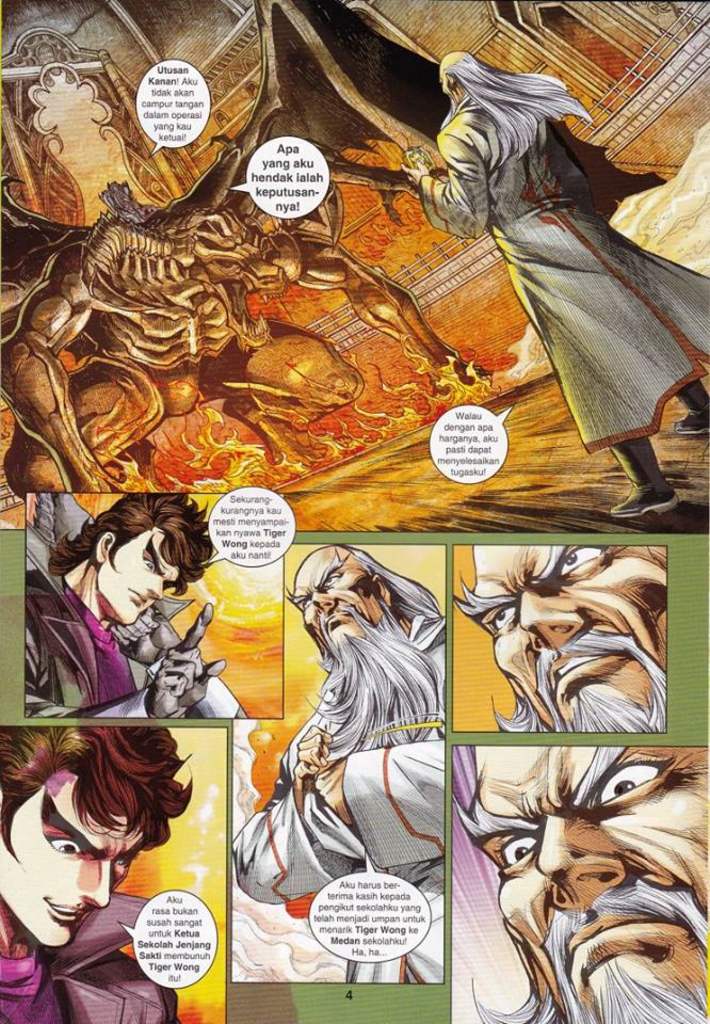 Utusan
Kanan! Aku
tidak akan
campur tangan
dalam operasi
yang kau
ketuai!
Apa
yang aku
hendak ialah
keputusan-
nya!
Walau
dengan apa
harganya, aku
pasti dapat
menyelesaikan
tugasku!
Sekurang-
kurangnya kau
mesti menyampai-
kan nyawa Tiger
Wong kepada
aku nanti!
Aku
rasa bukan
susah sangat
untuk Ketua
Sekolah Jenjang
Sakti membunuh
Tiger Wong
itu!
Aku harus ber-
terima kasih kepada
pengikut sekolahku yang
telah menjadi umpan untuk
menarik Tiger Wong ke
Medan sekolahku!
Ha, ha...
4